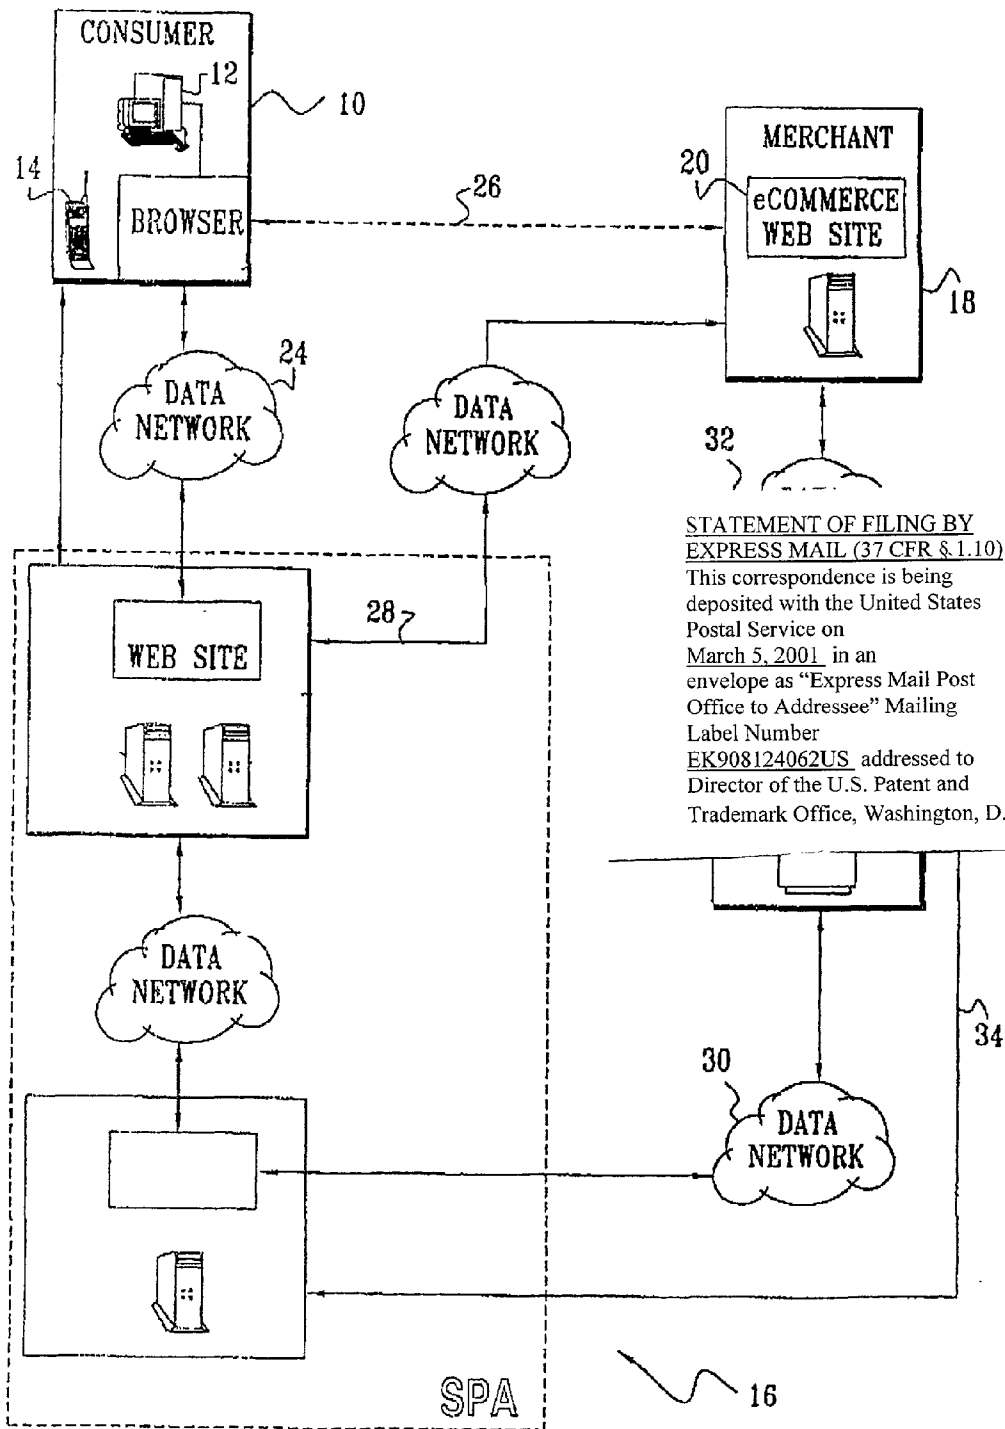 CONSUMER
12
10
14
BROWSER
26
MERCHANT
20
eCOMMERCE
WEB SITE
18
24
DATA
NETWORK
DATA
NETWORK
32
STATEMENT OF FILING BY
EXPRESS MAIL (37 CFR § 1.10)
This correspondence is being
deposited with the United States
Postal Service on
March 5, 2001 in an
envelope as “Express Mail Post
Office to Addressee” Mailing
Label Number
EK908124062US addressed to
Director of the U.S. Patent and
Trademark Office, Washington, D.
28
WEB SITE
DATA
NETWORK
34
30
DATA
NETWORK
SPA
16